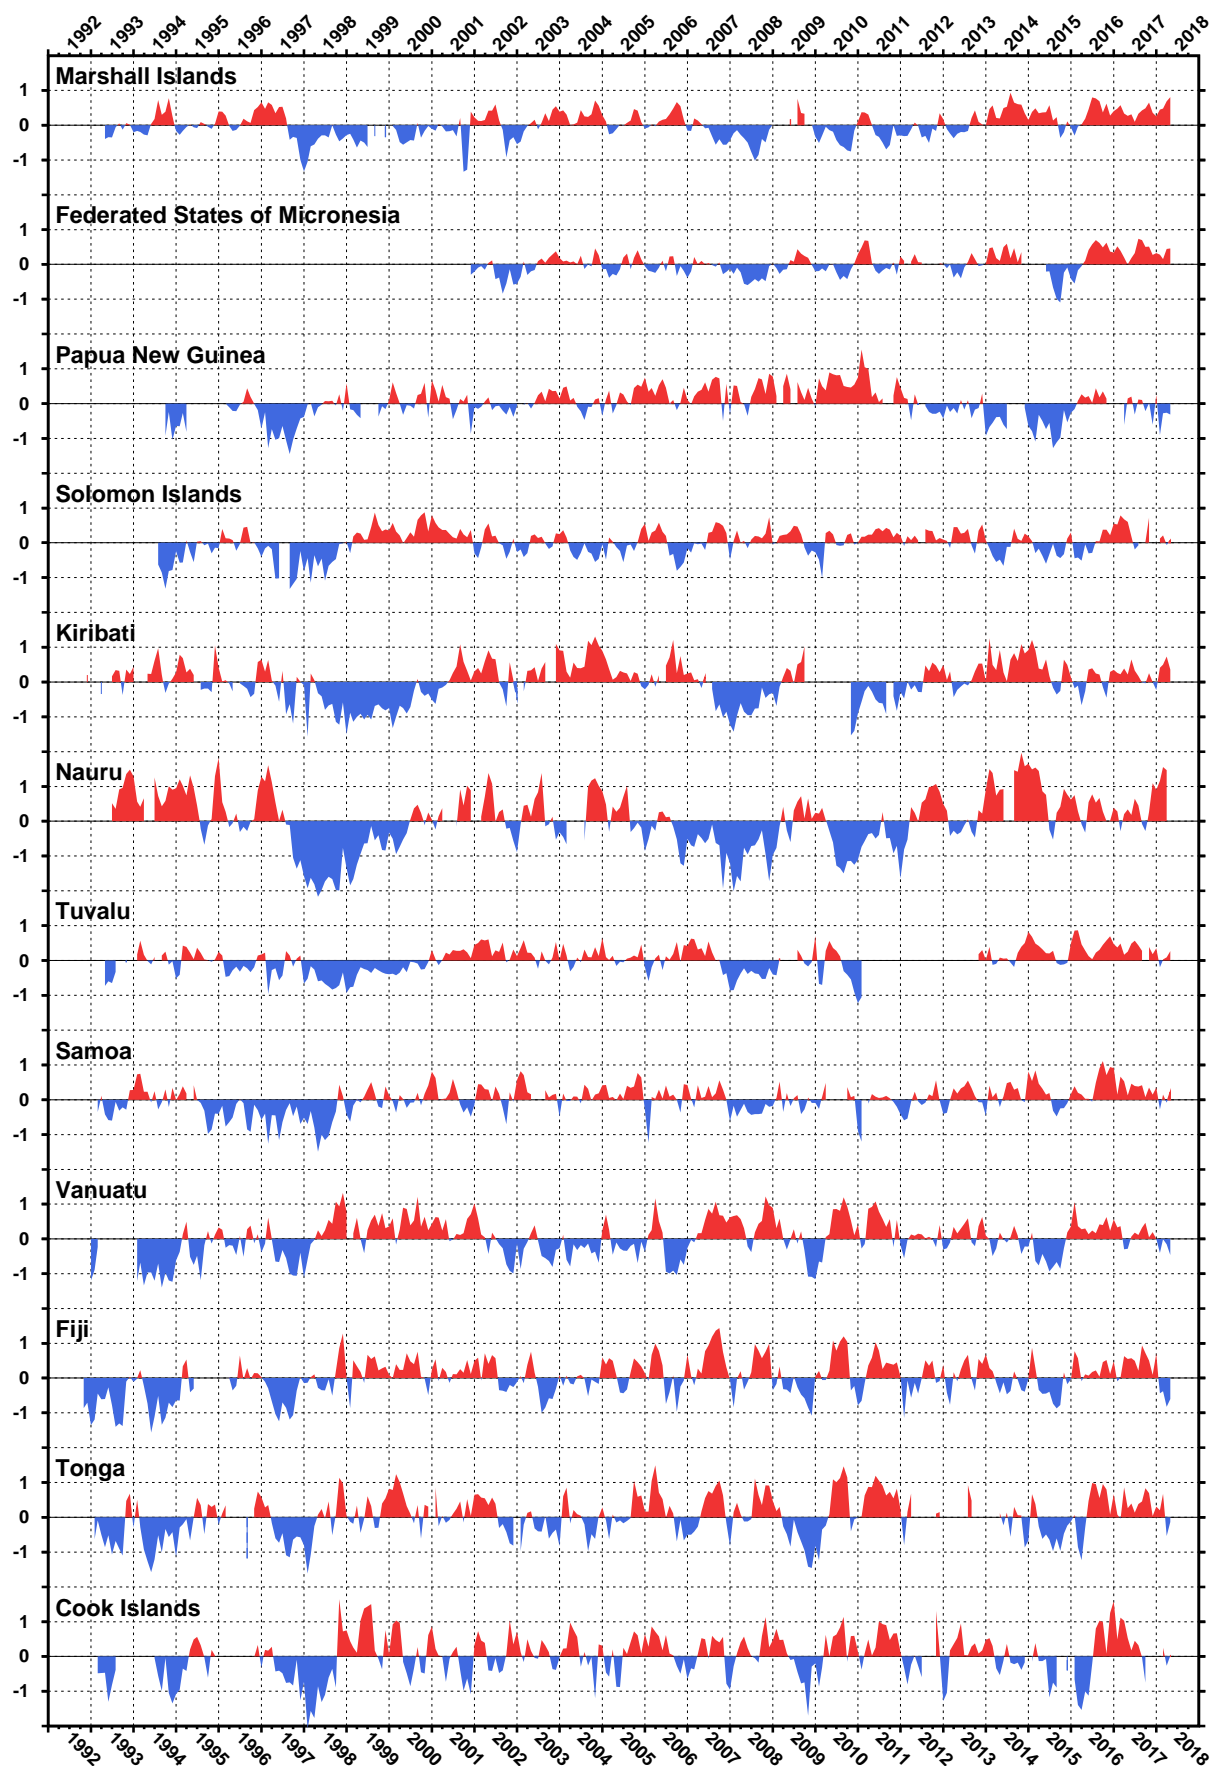 1992 1993 1994 1995 1996 1997 1998 1999 2000 2001 2002 2003 2004 2005 2006 2007 2008 2009 2010 2011 2012 2013 2014 2015 2016 2017 2018
Marshall Islands
1
0
-1
Federated States of Micronesia
1
0
-1
Papua New Guinea
1
0
-1
Solomon Islands
1
0
-1
Kiribati
1
0
-1
Nauru
1
0
-1
Tuvalu
1
0
-1
Samoa
1
0
-1
Vanuatu
1
0
-1
Fiji
1
0
-1
Tonga
1
0
-1
Cook Islands
1
0
-1
1992 1993 1994 1995 1996 1997 1998 1999 2000 2001 2002 2003 2004 2005 2006 2007 2008 2009 2010 2011 2012 2013 2014 2015 2016 2017 2018